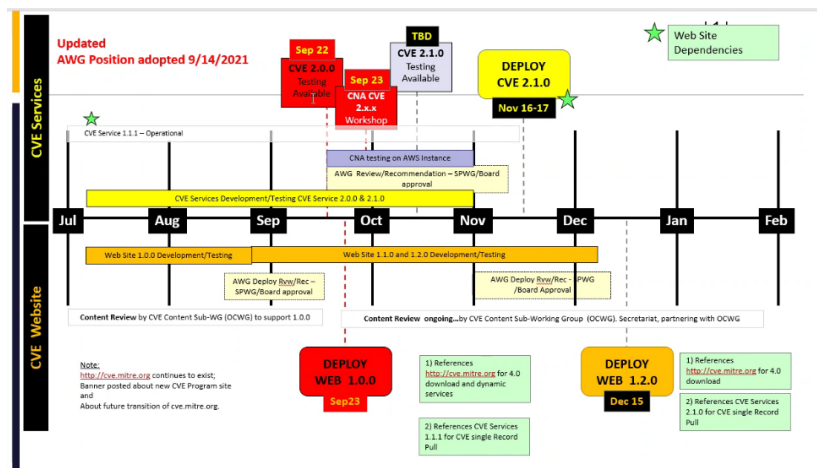 Updated
AWG Position adopted 9/14/2021
Sep 22
CVE 2.0.0
Testing
Available
Sep 23
CNA CVE
2.x.x
Workshop
TBD
CVE 2.1.0
Testing
Available
DEPLOY
CVE 2.1.0
Nov 16-17
Web Site
Dependencies
CVE Services
CVE Service 1.1.1 – Operational
CNA testing on AWS Instance
AWG Review/Recommendation – SPWG/Board
approval
CVE Services Development/Testing CVE Service 2.0.0 & 2.1.0
Jul
Aug
Sep
Oct
Nov
Dec
Jan
Feb
CVE Website
Web Site 1.0.0 Development/Testing
Web Site 1.1.0 and 1.2.0 Development/Testing
AWG Deploy Rvw/Rec –
SPWG/Board approval
AWG Deploy Rvw/Rec - SPWG
/Board Approval
Content Review by CVE Content Sub-WG (OCWG) to support 1.0.0
Content Review ongoing...by CVE Content Sub-Working Group (OCWG). Secretariat, partnering with OCWG
Note:
http://cve.mitre.org continues to exist;
Banner posted about new CVE Program site
and
About future transition of cve.mitre.org.
DEPLOY
WEB 1.0.0
Sep23
1) References
http://cve.mitre.org for 4.0
download and dynamic
services
2) References CVE Services
1.1.1 for CVE single Record
Pull
DEPLOY
WEB 1.2.0
Dec 15
1) References
http://cve.mitre.org for 4.0
download
2) References CVE Services
2.1.0 for CVE single Record
Pull